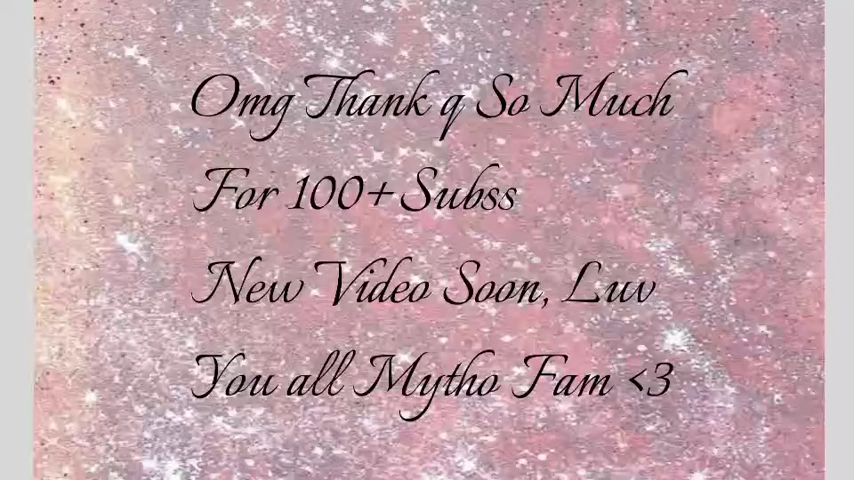 Omg Thank q So Much
For 100+ Subss
New Video Soon, Luv
You all Mytho Fam <3